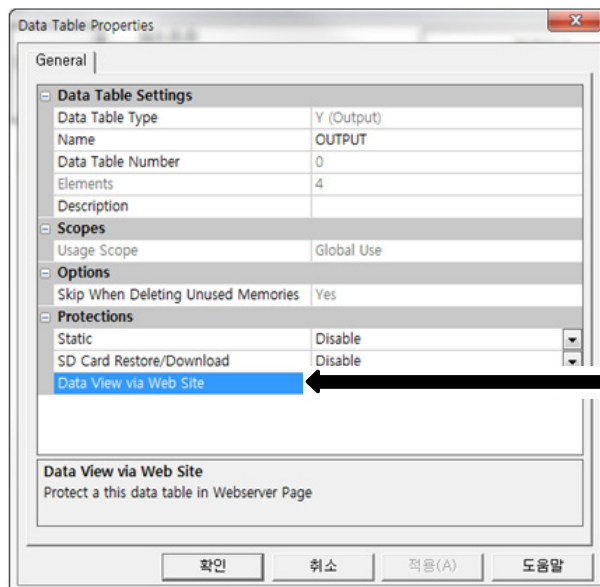 Data Table Properties
General
Data Table Settings
Data Table Type Y (Output)
Name OUTPUT
Data Table Number 0
Elements 4
Description
Scopes
Usage Scope Global Use
Options
Skip When Deleting Unused Memories Yes
Protections
Static Disable
SD Card Restore/Download Disable
Data View via Web Site
Data View via Web Site
Protect a this data table in Webserver Page
확인 취소 적용(A) 도움말